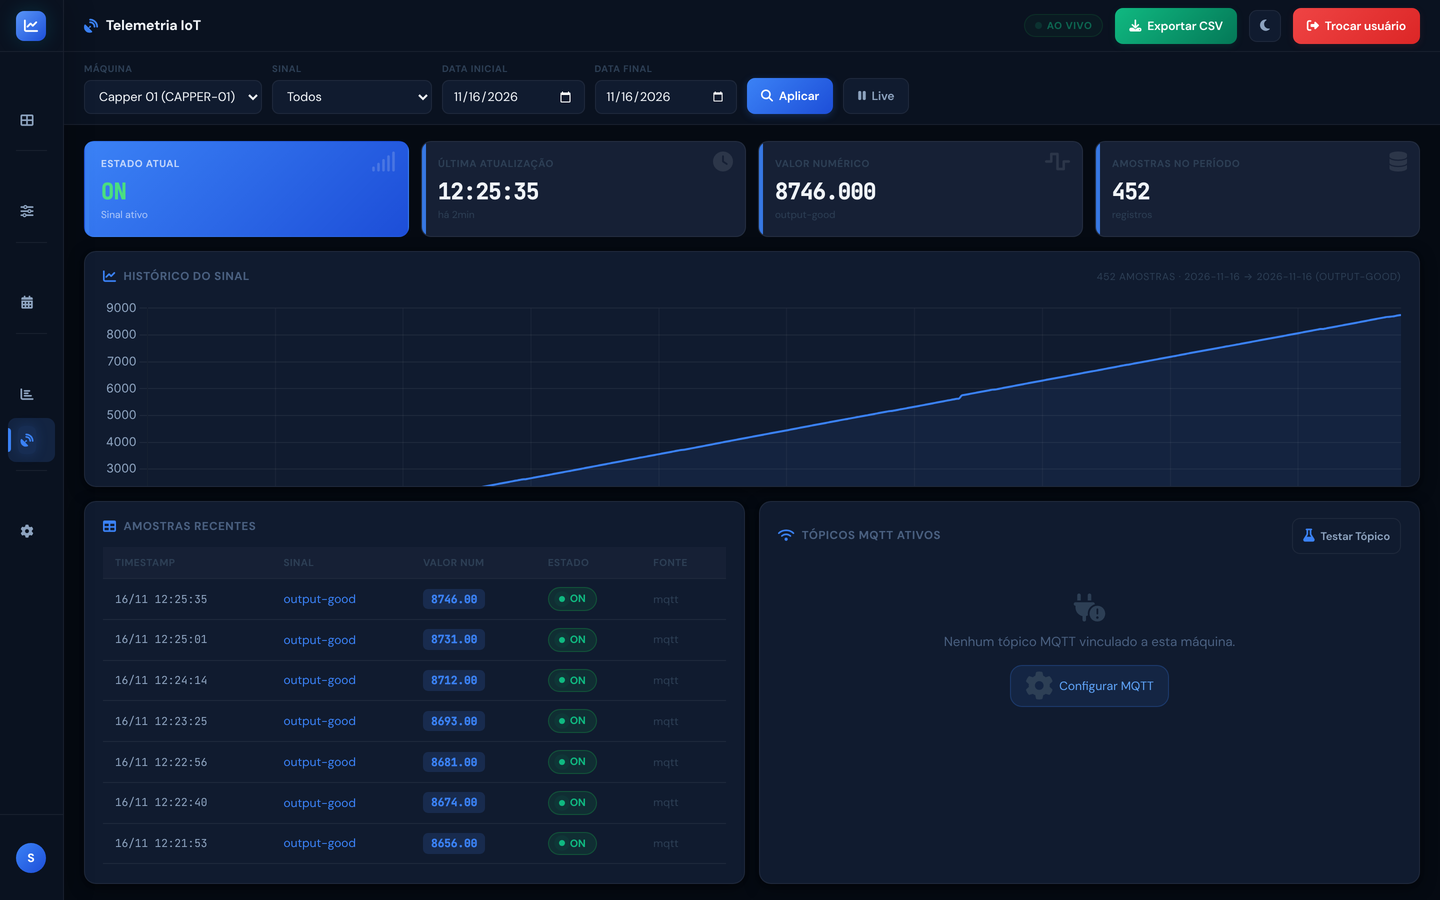 Telemetria IoT
AO VIVO
Exportar CSV
Trocar usuário
MÁQUINA
SINAL
DATA INICIAL
DATA FINAL
Capper 01 (CAPPER-01)
Todos
11/16/2026
11/16/2026
Aplicar
Live
ESTADO ATUAL
ON
Sinal ativo
ÚLTIMA ATUALIZAÇÃO
12:25:35
há 2min
VALOR NUMÉRICO
8746.000
output-good
AMOSTRAS NO PERÍODO
452
registros
HISTÓRICO DO SINAL
452 AMOSTRAS · 2026-11-16 → 2026-11-16 (OUTPUT-GOOD)
9000
8000
7000
6000
5000
4000
3000
AMOSTRAS RECENTES
TIMESTAMP SINAL VALOR NUM ESTADO FONTE
16/11 12:25:35 output-good 8746.00 ON mqtt
16/11 12:25:01 output-good 8731.00 ON mqtt
16/11 12:24:14 output-good 8712.00 ON mqtt
16/11 12:23:25 output-good 8693.00 ON mqtt
16/11 12:22:56 output-good 8681.00 ON mqtt
16/11 12:22:40 output-good 8674.00 ON mqtt
16/11 12:21:53 output-good 8656.00 ON mqtt
TÓPICOS MQTT ATIVOS
Testar Tópico
Nenhum tópico MQTT vinculado a esta máquina.
Configurar MQTT
S